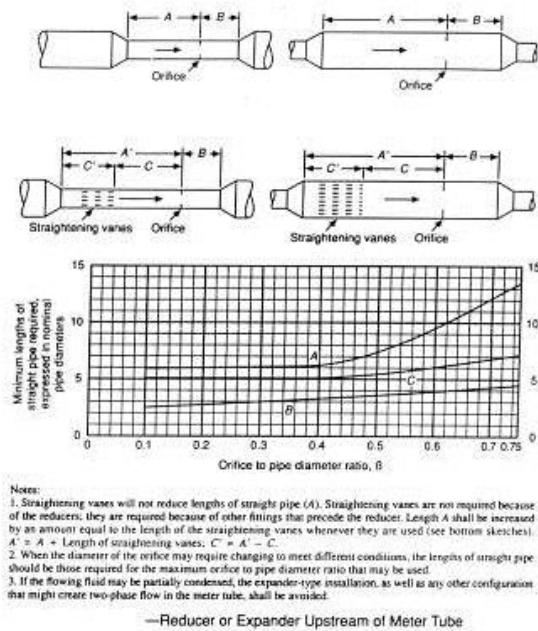 A B
Orifice
A B
Orifice
A' B
C' C
Straightening vanes Orifice
A' B
C' C
Straightening vanes Orifice
Minimum lengths of
straight pipe required,
expressed in nominal
pipe diameters
15 15
10 10
5 5
0 0
A
C
B
0 0.1 0.2 0.3 0.4 0.5 0.6 0.7 0.75
Orifice to pipe diameter ratio, β
Notes:
1. Straightening vanes will not reduce lengths of straight pipe (A). Straightening vanes are not required because
of the reducers; they are required because of other fittings that precede the reducer. Length A shall be increased
by an amount equal to the length of the straightening vanes whenever they are used (see bottom sketches).
A' = A + Length of straightening vanes; C' = A' − C.
2. When the diameter of the orifice may require changing to meet different conditions, the lengths of straight pipe
should be those required for the maximum orifice to pipe diameter ratio that may be used.
3. If the flowing fluid may be partially condensed, the expander-type installation, as well as any other configuration
that might create two-phase flow in the meter tube, shall be avoided.
—Reducer or Expander Upstream of Meter Tube